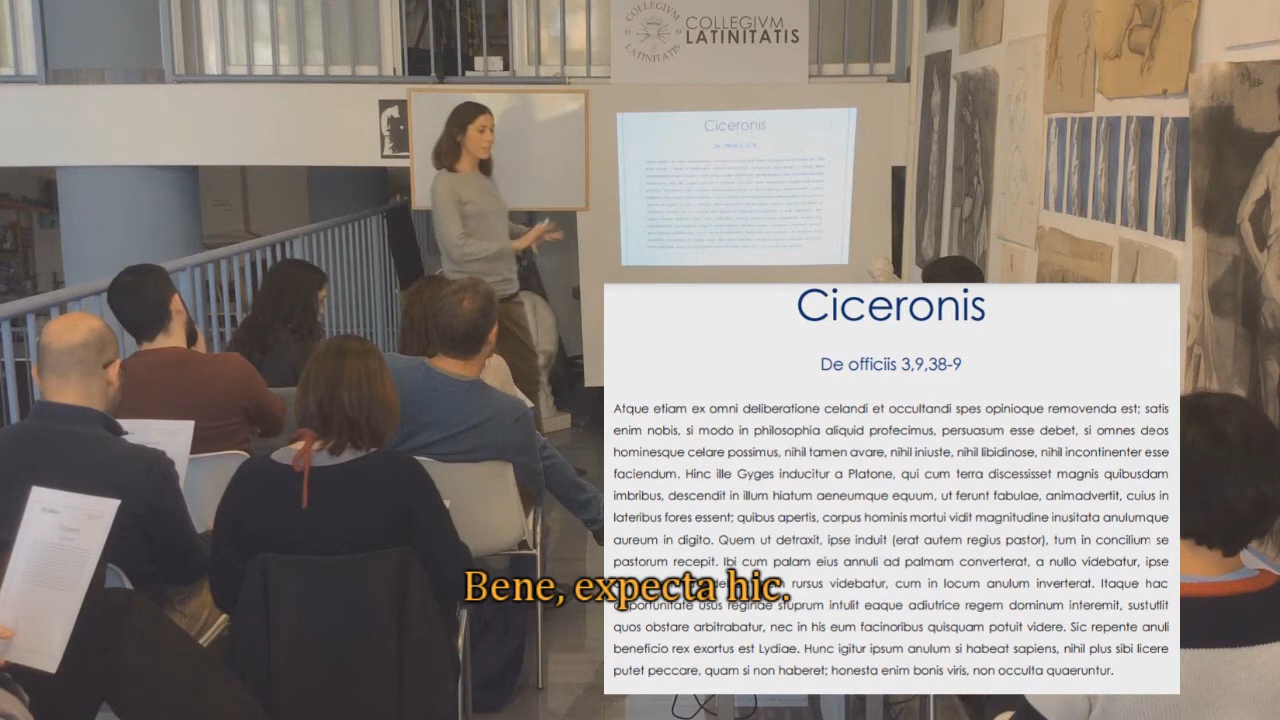 COLLEGIVM
LATINITATIS
COLLEGIVM
LATINITATIS
Ciceronis
Ciceronis
De officiis 3,9,38-9
Atque etiam ex omni deliberatione celandi et occultandi spes opinioque removenda est; satis
enim nobis, si modo in philosophia aliquid profecimus, persuasum esse debet, si omnes deos
hominesque celare possimus, nihil tamen avare, nihil iniuste, nihil libidinose, nihil incontinenter esse
faciendum. Hinc ille Gyges inducitur a Platone, qui cum terra discessisset magnis quibusdam
imbribus, descendit in illum hiatum aeneumque equum, ut ferunt fabulae, animadvertit, cuius in
lateribus fores essent; quibus apertis, corpus hominis mortui vidit magnitudine inusitata anulumque
aureum in digito. Quem ut detraxit, ipse induit (erat autem regius pastor), tum in concilium se
pastorum recepit. Ibi cum palam eius annuli ad palmam converterat, a nullo videbatur, ipse
rursus videbatur, cum in locum anulum inverterat. Itaque hac
Bene, expecta hic.
opportunitate usus reginae stuprum intulit eaque adiutrice regem dominum interemit, sustullit
quos obstare arbitrabatur, nec in his eum facinoribus quisquam potuit videre. Sic repente anuli
beneficio rex exortus est Lydiae. Hunc igitur ipsum anulum si habeat sapiens, nihil plus sibi licere
putet peccare, quam si non haberet; honesta enim bonis viris, non occulta quaeruntur.